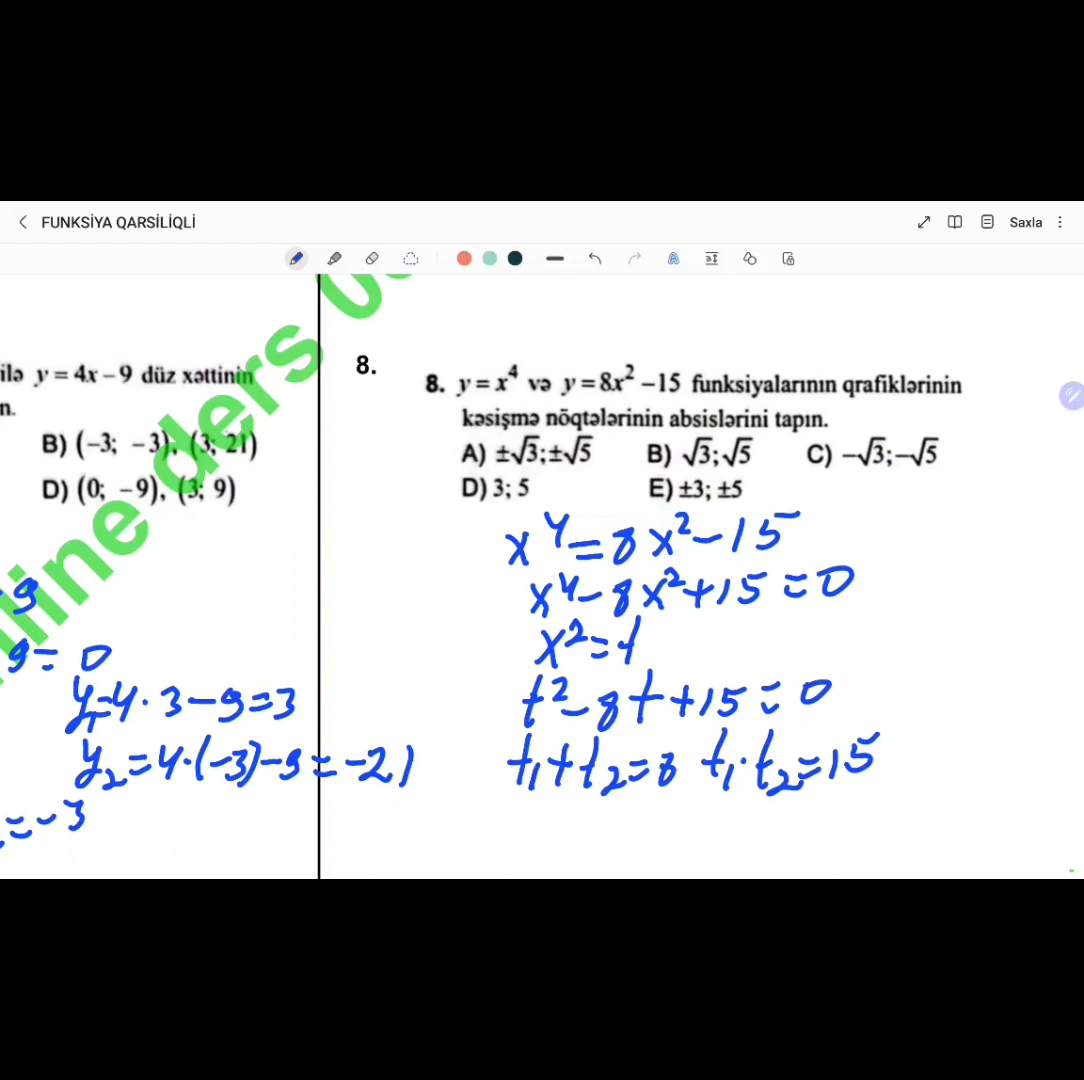 FUNKSİYA QARSİLİQLİ
Saxla
ilə y = 4x – 9 düz xəttinin
n.
B) (–3; –3), (3; 21)
D) (0; –9), (3; 9)
9
9 = 0
y₁=4·3–9=3
y₂=4·(–3)–9=–21
=–3
8.
8. y = x⁴ və y = 8x² –15 funksiyalarının qrafiklərinin
kəsişmə nöqtələrinin absislərini tapın.
A) ±√3;±√5 B) √3;√5 C) –√3;–√5
D) 3; 5 E) ±3; ±5
x⁴=8x²–15
x⁴–8x²+15=0
x²=t
t²–8t+15=0
t₁+t₂=8 t₁·t₂=15